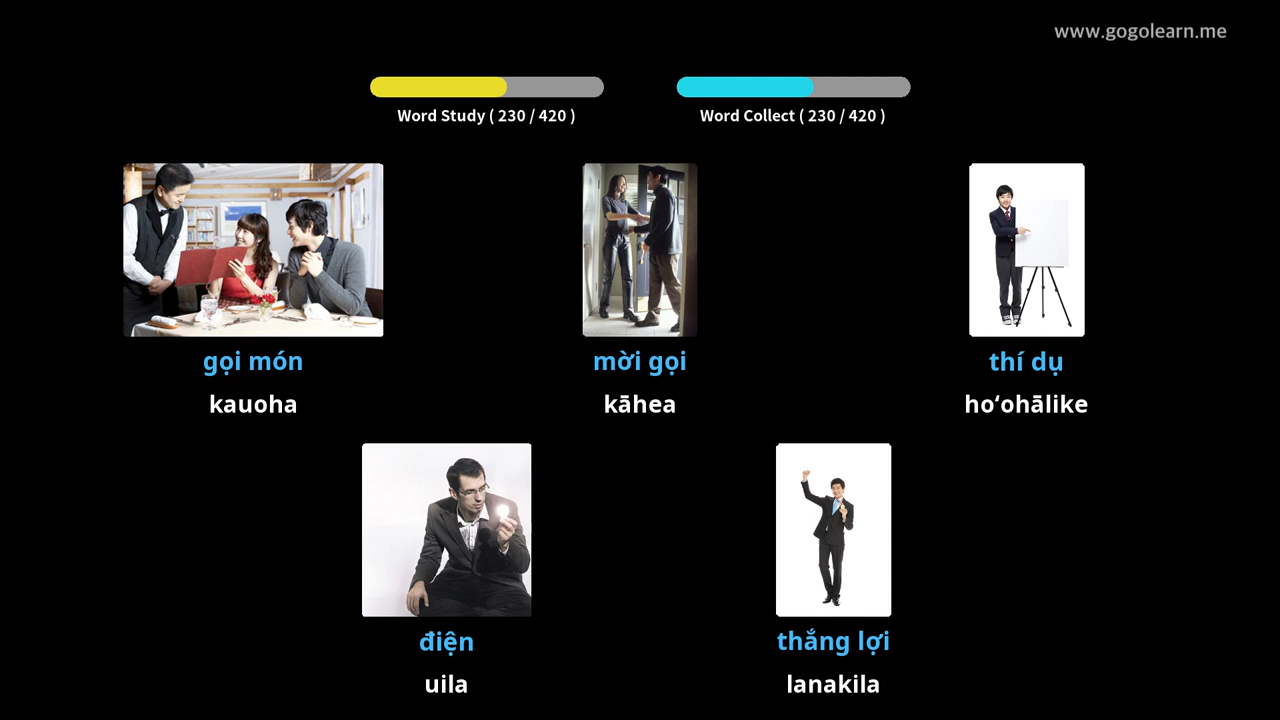 www.gogolearn.me
Word Study ( 230 / 420 )
Word Collect ( 230 / 420 )
gọi món
kauoha
mời gọi
kāhea
thí dụ
hoʻohālike
điện
uila
thắng lợi
lanakila